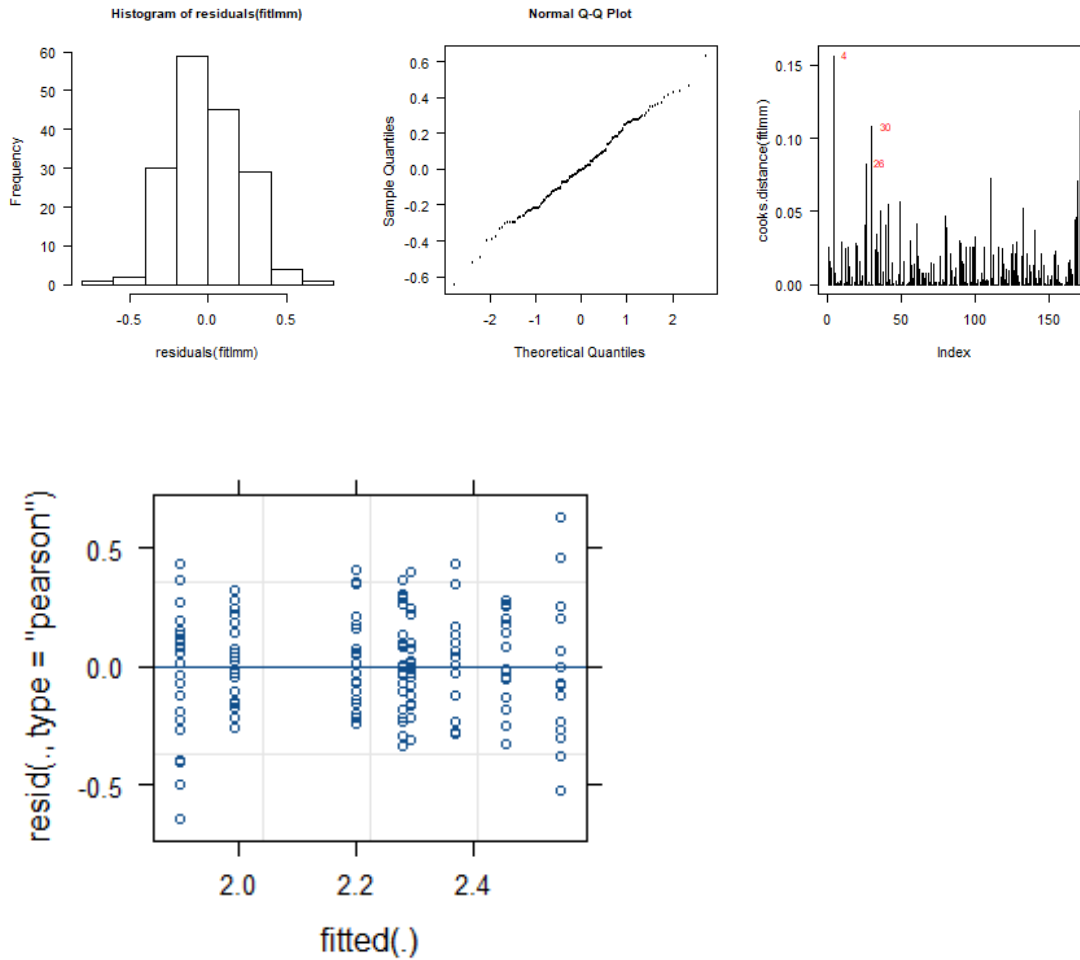 Histogram of residuals(fitlmm)
Frequency
60
50
40
30
20
10
0
-0.5 0.0 0.5
residuals(fitlmm)
Normal Q-Q Plot
Sample Quantiles
0.6
0.4
0.2
0.0
-0.2
-0.4
-0.6
-2 -1 0 1 2
Theoretical Quantiles
cooks.distance(fitlmm)
0.15
0.10
0.05
0.00
4
30
26
0 50 100 150
Index
resid(., type = "pearson")
0.5
0.0
-0.5
2.0 2.2 2.4
fitted(.)